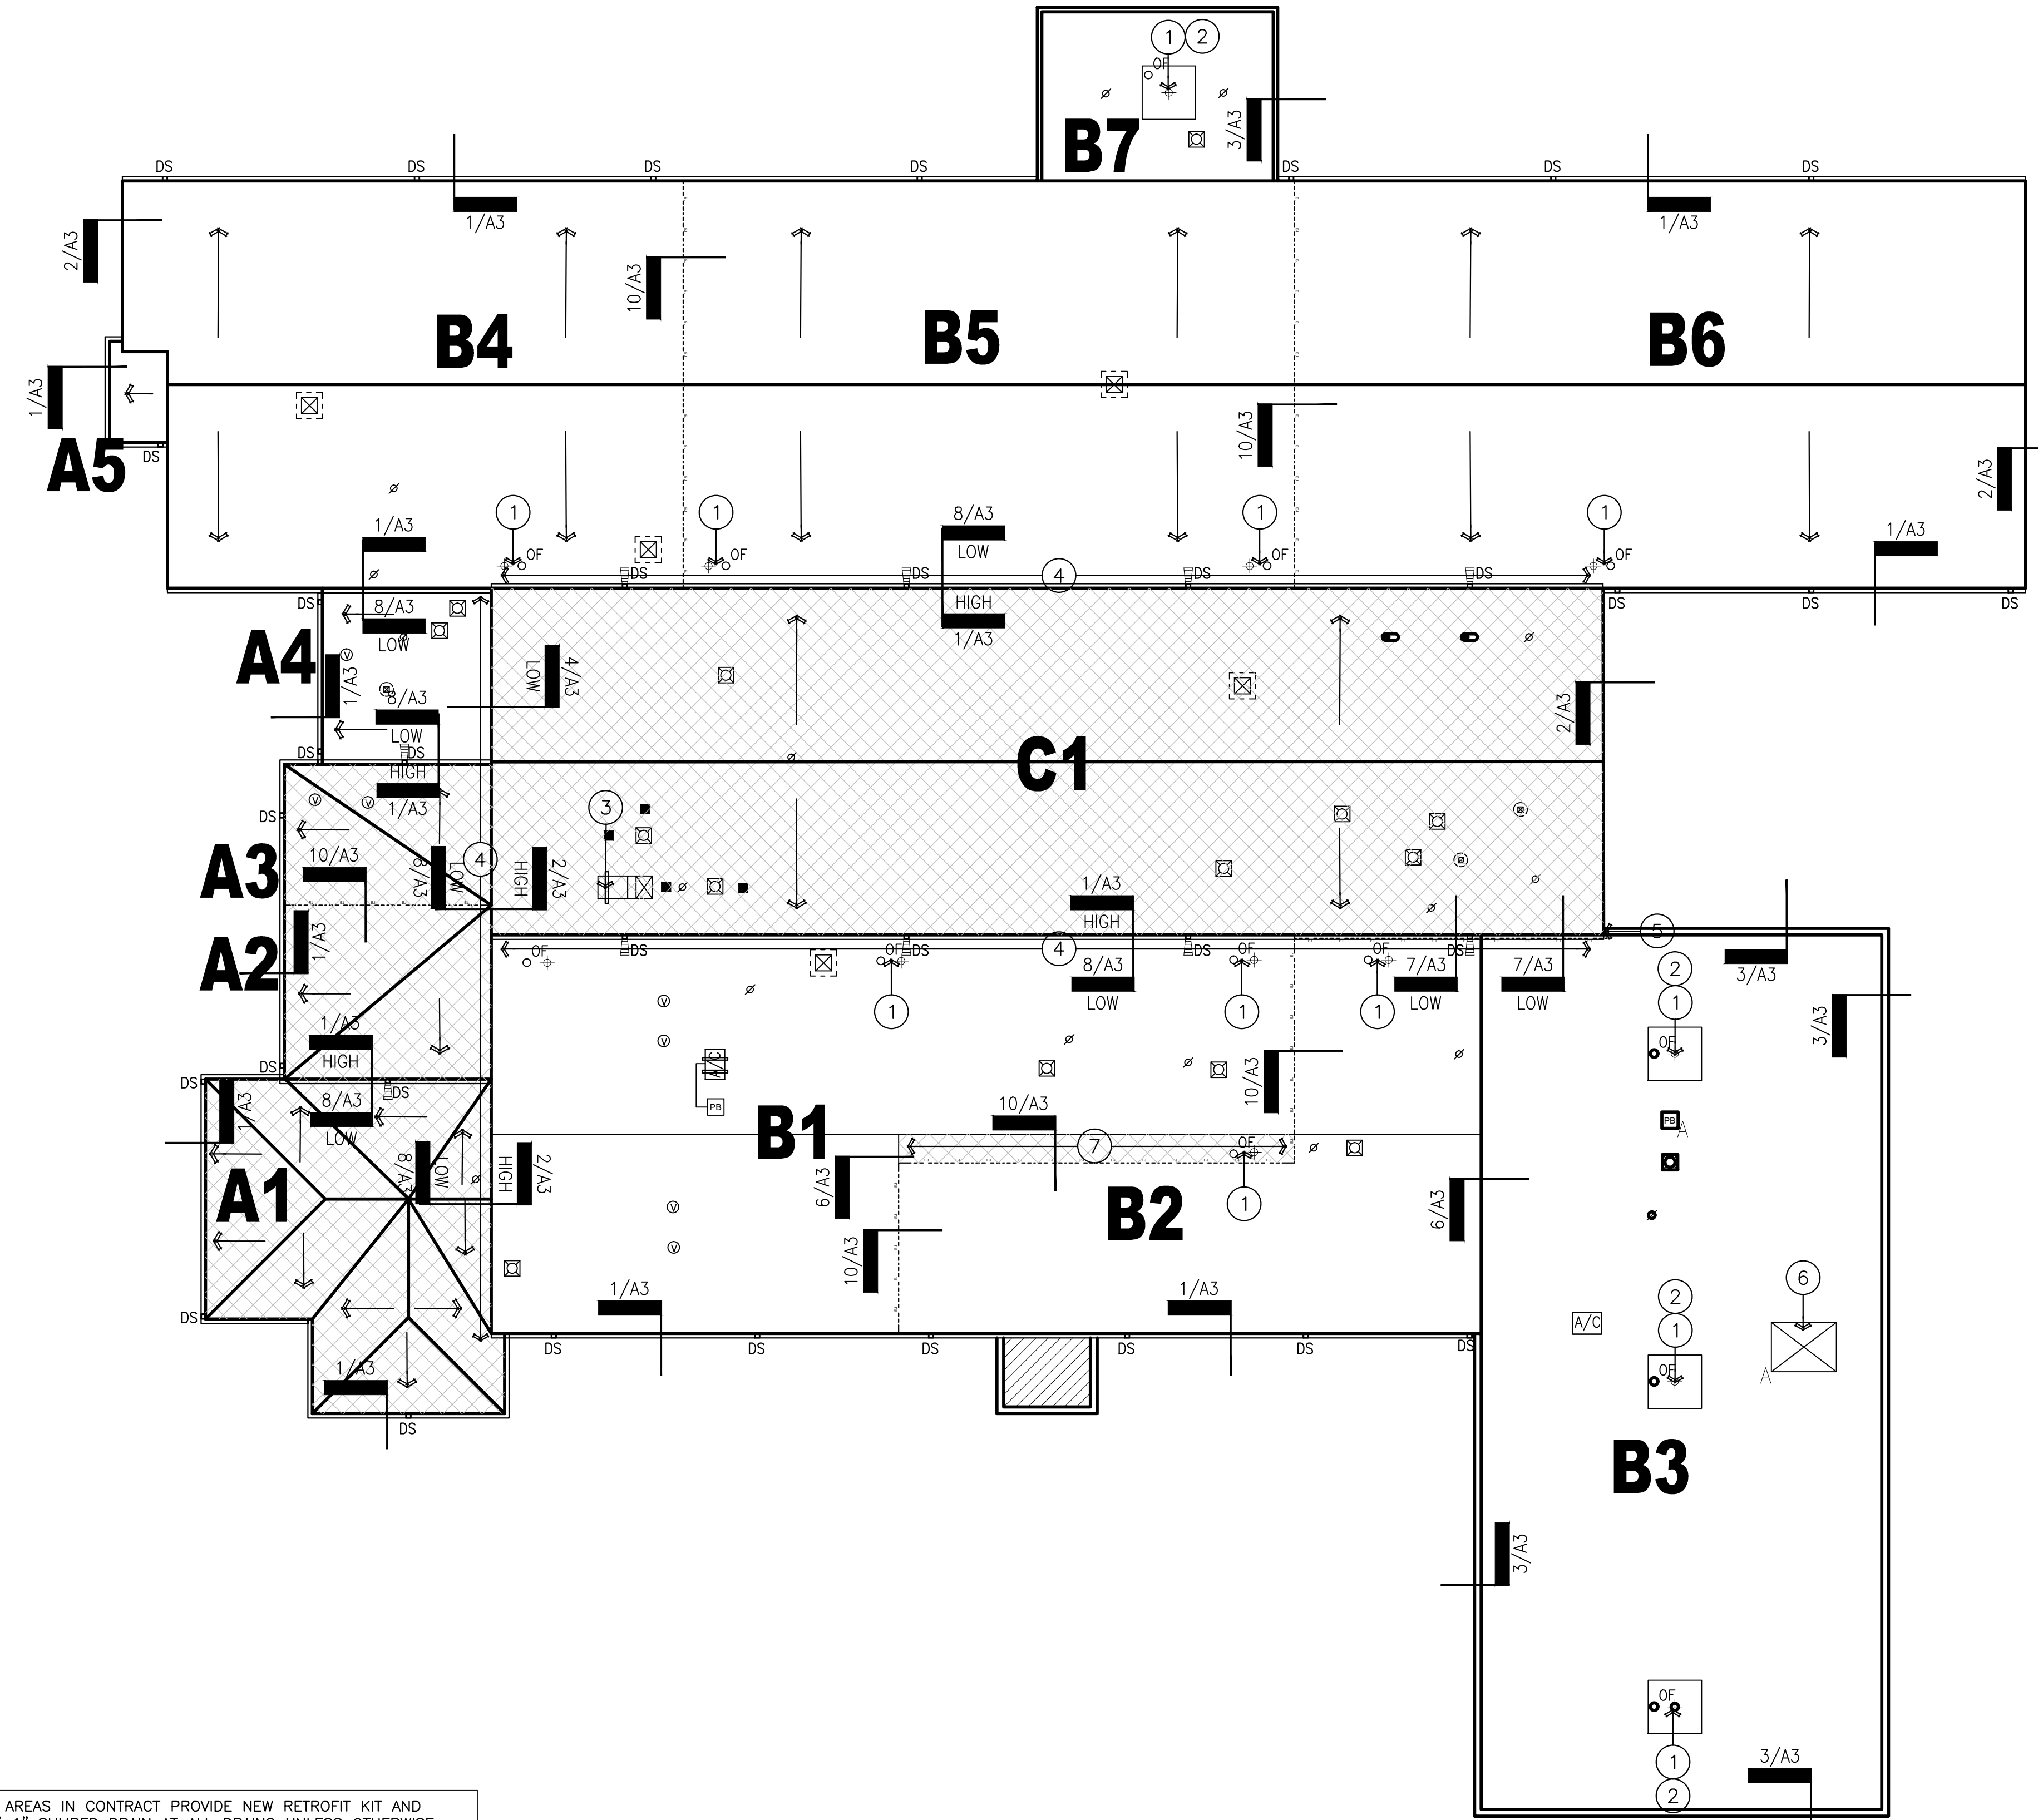 1 2
OF
3/A3
B7
DS DS DS DS DS DS DS
1/A3 1/A3
2/A3
10/A3
B4 B5 B6
1/A3
A5
DS
10/A3
2/A3
1 1 1 1
8/A3
LOW
1/A3
1/A3
OF OF OF OF
DS DS DS DS
4
DS
8/A3
LOW
HIGH
1/A3
DS DS DS
A4
1/A3
4/A3
LOW
8/A3
LOW
2/A3
DS DS
HIGH
1/A3
C1
DS
3
A3
10/A3
8/A3
LOW
4
2/A3
HIGH
1/A3
HIGH
A2
1/A3
5
OF DS OF DS 4 OF DS OF DS
3/A3
2
1
8/A3
LOW
7/A3
LOW
7/A3
LOW
1 1 1
3/A3
1/A3
HIGH
OF
A/C
PB
DS
DS
DS
1/A3
8/A3
LOW
10/A3
10/A3
B1
PB
A
7
OF
8/A3
LOW
2/A3
HIGH
A1
6/A3
1
B2
6/A3
10/A3
6
2
1
1/A3 1/A3
DS
A/C
DS DS DS DS DS DS
OF
A
1/A3
DS
B3
3/A3
OF
1
2
3/A3
AREAS IN CONTRACT PROVIDE NEW RETROFIT KIT AND